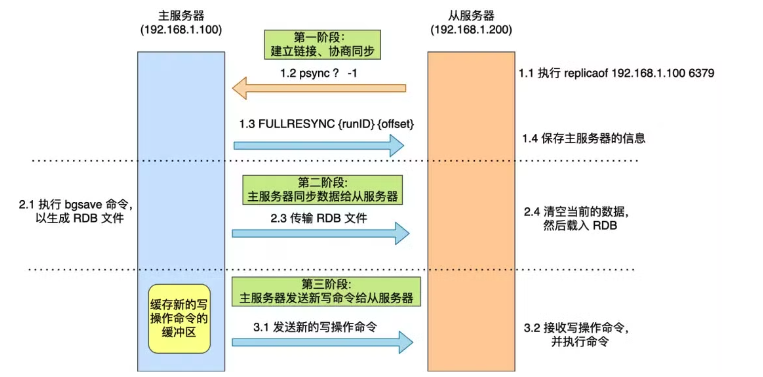 主服务器
(192.168.1.100)
从服务器
(192.168.1.200)
第一阶段:
建立链接、协商同步
1.1 执行 replicaof 192.168.1.100 6379
1.2 psync ？ -1
1.3 FULLRESYNC {runID} {offset}
1.4 保存主服务器的信息
第二阶段:
主服务器同步数据给从服务器
2.1 执行 bgsave 命令，
以生成 RDB 文件
2.3 传输 RDB 文件
2.4 清空当前的数据，
然后载入 RDB
第三阶段:
主服务器发送新写命令给从服务器
缓存新的写
操作命令的
缓冲区
3.1 发送新的写操作命令
3.2 接收写操作命令，
并执行命令